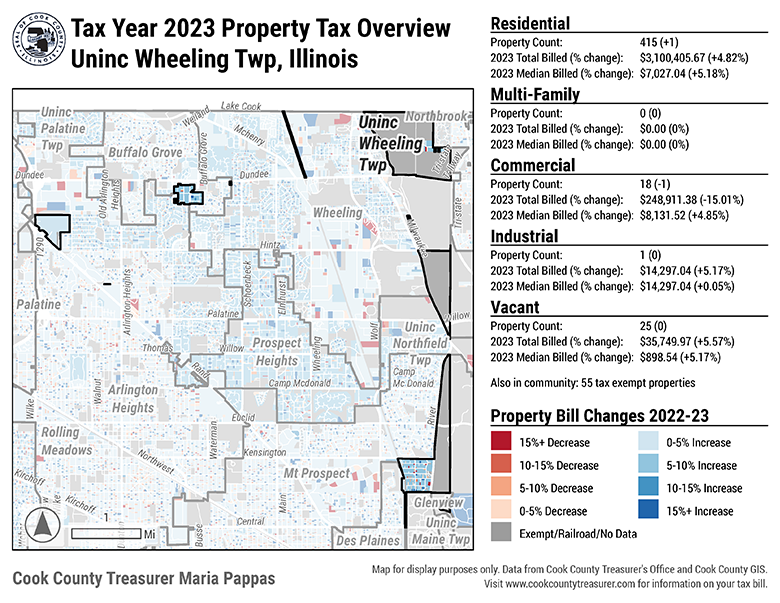 SEAL OF COOK COUNTY
ILLINOIS
Tax Year 2023 Property Tax Overview
Uninc Wheeling Twp, Illinois
Lake Cook
Uninc
Palatine
Twp
Weiland
Mchenry
Buffalo Grove
Buffalo Grove
Uninc
Wheeling
Twp
Northbrook
Dundee
Old Arlington
Heights
Dundee
Wheeling
Milwaukee
Tri-state
I 290
Hintz
Schoenbeck
Elmhurst
Palatine
Arlington Heights
Palatine
Willow
Thomas
Willow
Prospect
Heights
Wheeling
Wolf
Uninc
Northfield
Twp
Rand
Camp Mcdonald
Camp
Mc Donald
Wilke
Walnut
Arlington
Heights
Euclid
River
Rolling
Meadows
Waterman
Kensington
Northwest
Mt Prospect
Kirchoff
Kirchoff
Main
Glenview
Central
Busse
Des Plaines
Uninc
Maine Twp
1
Mi
Residential
Property Count: 415 (+1)
2023 Total Billed (% change): $3,100,405.67 (+4.82%)
2023 Median Billed (% change): $7,027.04 (+5.18%)
Multi-Family
Property Count: 0 (0)
2023 Total Billed (% change): $0.00 (0%)
2023 Median Billed (% change): $0.00 (0%)
Commercial
Property Count: 18 (-1)
2023 Total Billed (% change): $248,911.38 (-15.01%)
2023 Median Billed (% change): $8,131.52 (+4.85%)
Industrial
Property Count: 1 (0)
2023 Total Billed (% change): $14,297.04 (+5.17%)
2023 Median Billed (% change): $14,297.04 (+0.05%)
Vacant
Property Count: 25 (0)
2023 Total Billed (% change): $35,749.97 (+5.57%)
2023 Median Billed (% change): $898.54 (+5.17%)
Also in community: 55 tax exempt properties
Property Bill Changes 2022-23
15%+ Decrease
10-15% Decrease
5-10% Decrease
0-5% Decrease
Exempt/Railroad/No Data
0-5% Increase
5-10% Increase
10-15% Increase
15%+ Increase
Cook County Treasurer Maria Pappas
Map for display purposes only. Data from Cook County Treasurer's Office and Cook County GIS.
Visit www.cookcountytreasurer.com for information on your tax bill.